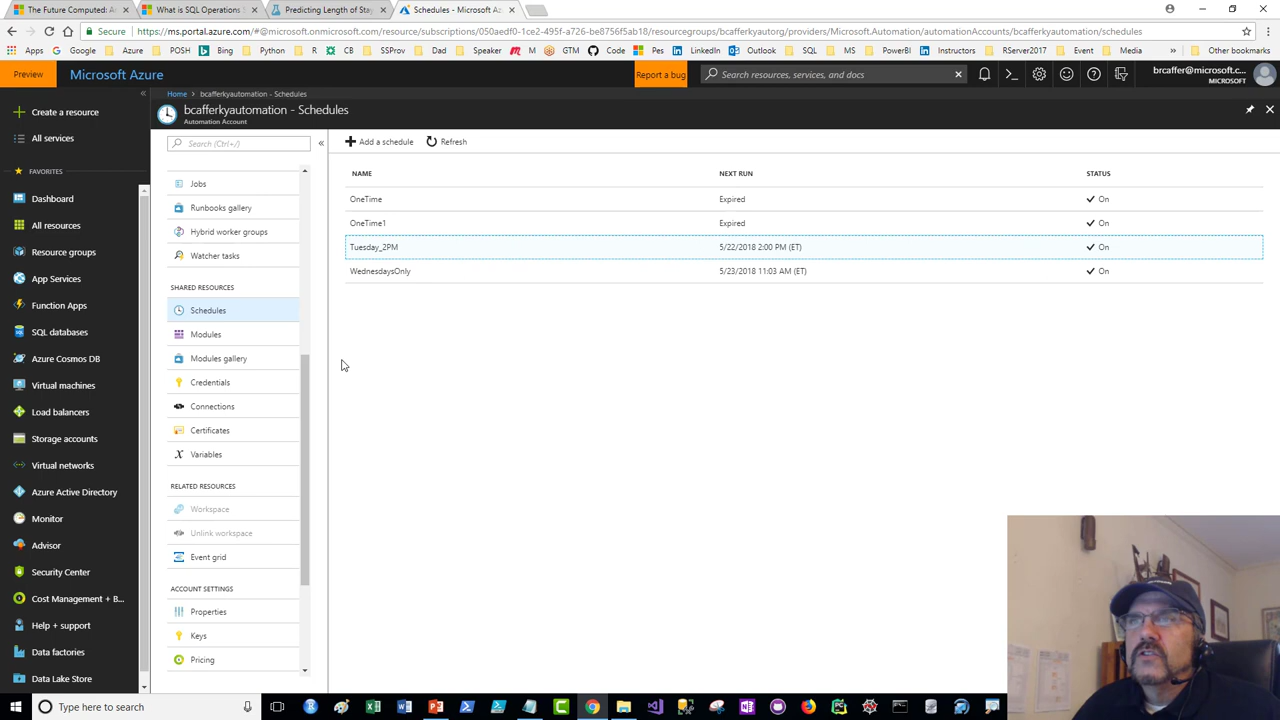 The Future Computed: A
What is SQL Operations S
Predicting Length of Stay
Schedules - Microsoft Az
Secure
https://ms.portal.azure.com/#@microsoft.onmicrosoft.com/resource/subscriptions/050aedf0-1ce2-495f-a726-be8756f5ab18/resourcegroups/bcafferkyautorg/providers/Microsoft.Automation/automationAccounts/bcafferkyautomation/schedules
Apps Google Azure POSH Bing Python R CB SSProv Dad Speaker M GTM Code Pes LinkedIn Outlook SQL MS PowerBI Instructors RServer2017 Event Media Other bookmarks
Preview Microsoft Azure Report a bug Search resources, services, and docs brcaffer@microsoft.c...
MICROSOFT
Home bcafferkyautomation - Schedules
bcafferkyautomation - Schedules
Automation Account
Create a resource
All services
FAVORITES
Dashboard
All resources
Resource groups
App Services
Function Apps
SQL databases
Azure Cosmos DB
Virtual machines
Load balancers
Storage accounts
Virtual networks
Azure Active Directory
Monitor
Advisor
Security Center
Cost Management + B...
Help + support
Data factories
Data Lake Store
Search (Ctrl+/)
Jobs
Runbooks gallery
Hybrid worker groups
Watcher tasks
SHARED RESOURCES
Schedules
Modules
Modules gallery
Credentials
Connections
Certificates
Variables
RELATED RESOURCES
Workspace
Unlink workspace
Event grid
ACCOUNT SETTINGS
Properties
Keys
Pricing
Add a schedule Refresh
NAME NEXT RUN STATUS
OneTime Expired On
OneTime1 Expired On
Tuesday_2PM 5/22/2018 2:00 PM (ET) On
WednesdaysOnly 5/23/2018 11:03 AM (ET) On
Type here to search